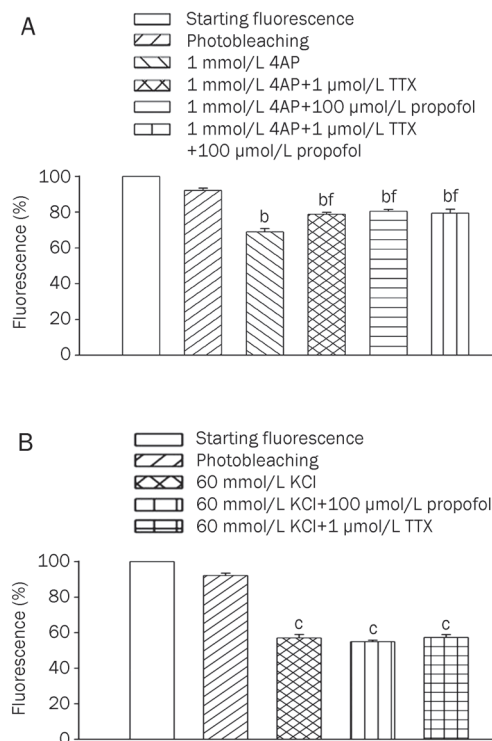 A
Starting fluorescence
Photobleaching
1 mmol/L 4AP
1 mmol/L 4AP+1 µmol/L TTX
1 mmol/L 4AP+100 µmol/L propofol
1 mmol/L 4AP+1 µmol/L TTX
+100 µmol/L propofol
Fluorescence (%)
100
80
60
40
20
0
b
bf
bf
bf
B
Starting fluorescence
Photobleaching
60 mmol/L KCl
60 mmol/L KCl+100 µmol/L propofol
60 mmol/L KCl+1 µmol/L TTX
Fluorescence (%)
100
80
60
40
20
0
c
c
c